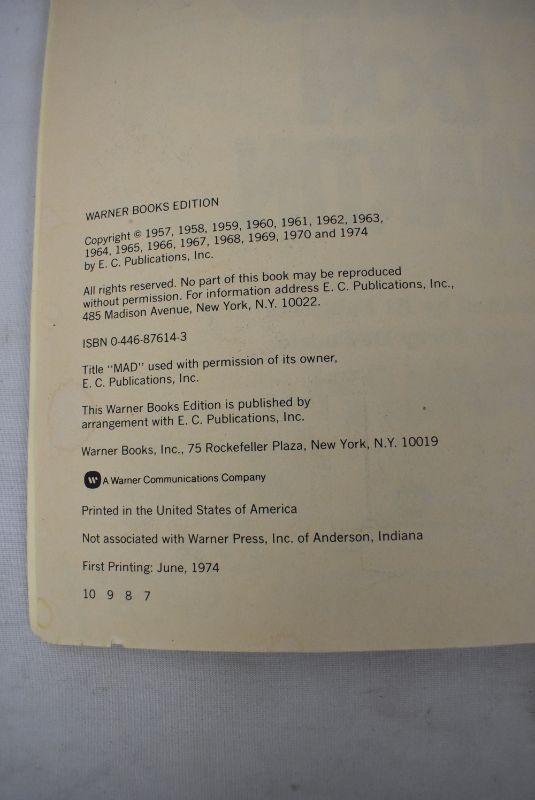 WARNER BOOKS EDITION
Copyright © 1957, 1958, 1959, 1960, 1961, 1962, 1963,
1964, 1965, 1966, 1967, 1968, 1969, 1970 and 1974
by E. C. Publications, Inc.
All rights reserved. No part of this book may be reproduced
without permission. For information address E. C. Publications, Inc.,
485 Madison Avenue, New York, N.Y. 10022.
ISBN 0-446-87614-3
Title "MAD" used with permission of its owner,
E. C. Publications, Inc.
This Warner Books Edition is published by
arrangement with E. C. Publications, Inc.
Warner Books, Inc., 75 Rockefeller Plaza, New York, N.Y. 10019
W A Warner Communications Company
Printed in the United States of America
Not associated with Warner Press, Inc. of Anderson, Indiana
First Printing: June, 1974
10 9 8 7